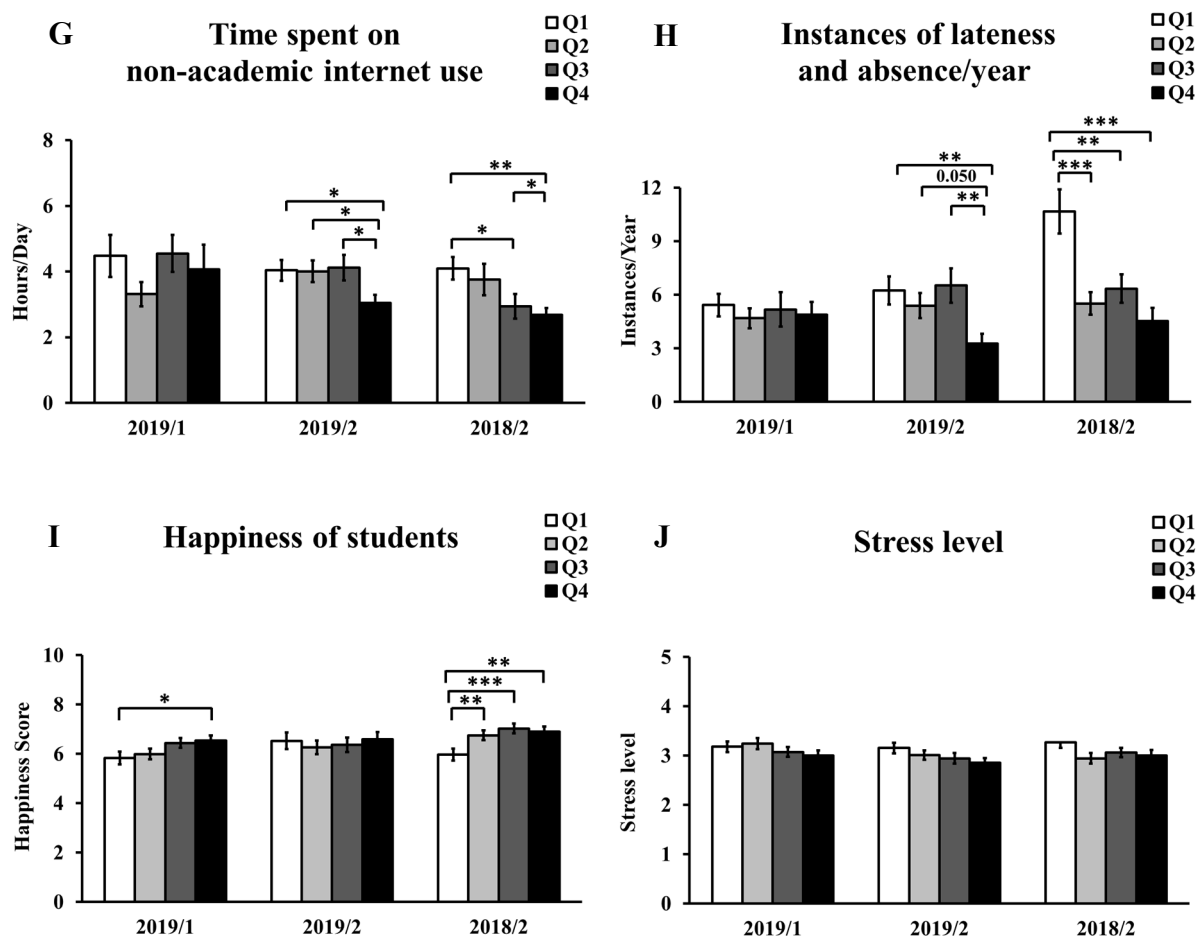 G
Time spent on
non-academic internet use
Q1
Q2
Q3
Q4
Hours/Day
8
6
4
2
0
*
*
*
**
*
*
2019/1 2019/2 2018/2
H
Instances of lateness
and absence/year
Q1
Q2
Q3
Q4
Instances/Year
12
9
6
3
0
**
0.050
**
***
**
***
2019/1 2019/2 2018/2
I
Happiness of students
Q1
Q2
Q3
Q4
Happiness Score
10
8
6
4
2
0
*
**
***
**
2019/1 2019/2 2018/2
J
Stress level
Q1
Q2
Q3
Q4
Stress level
5
4
3
2
1
0
2019/1 2019/2 2018/2